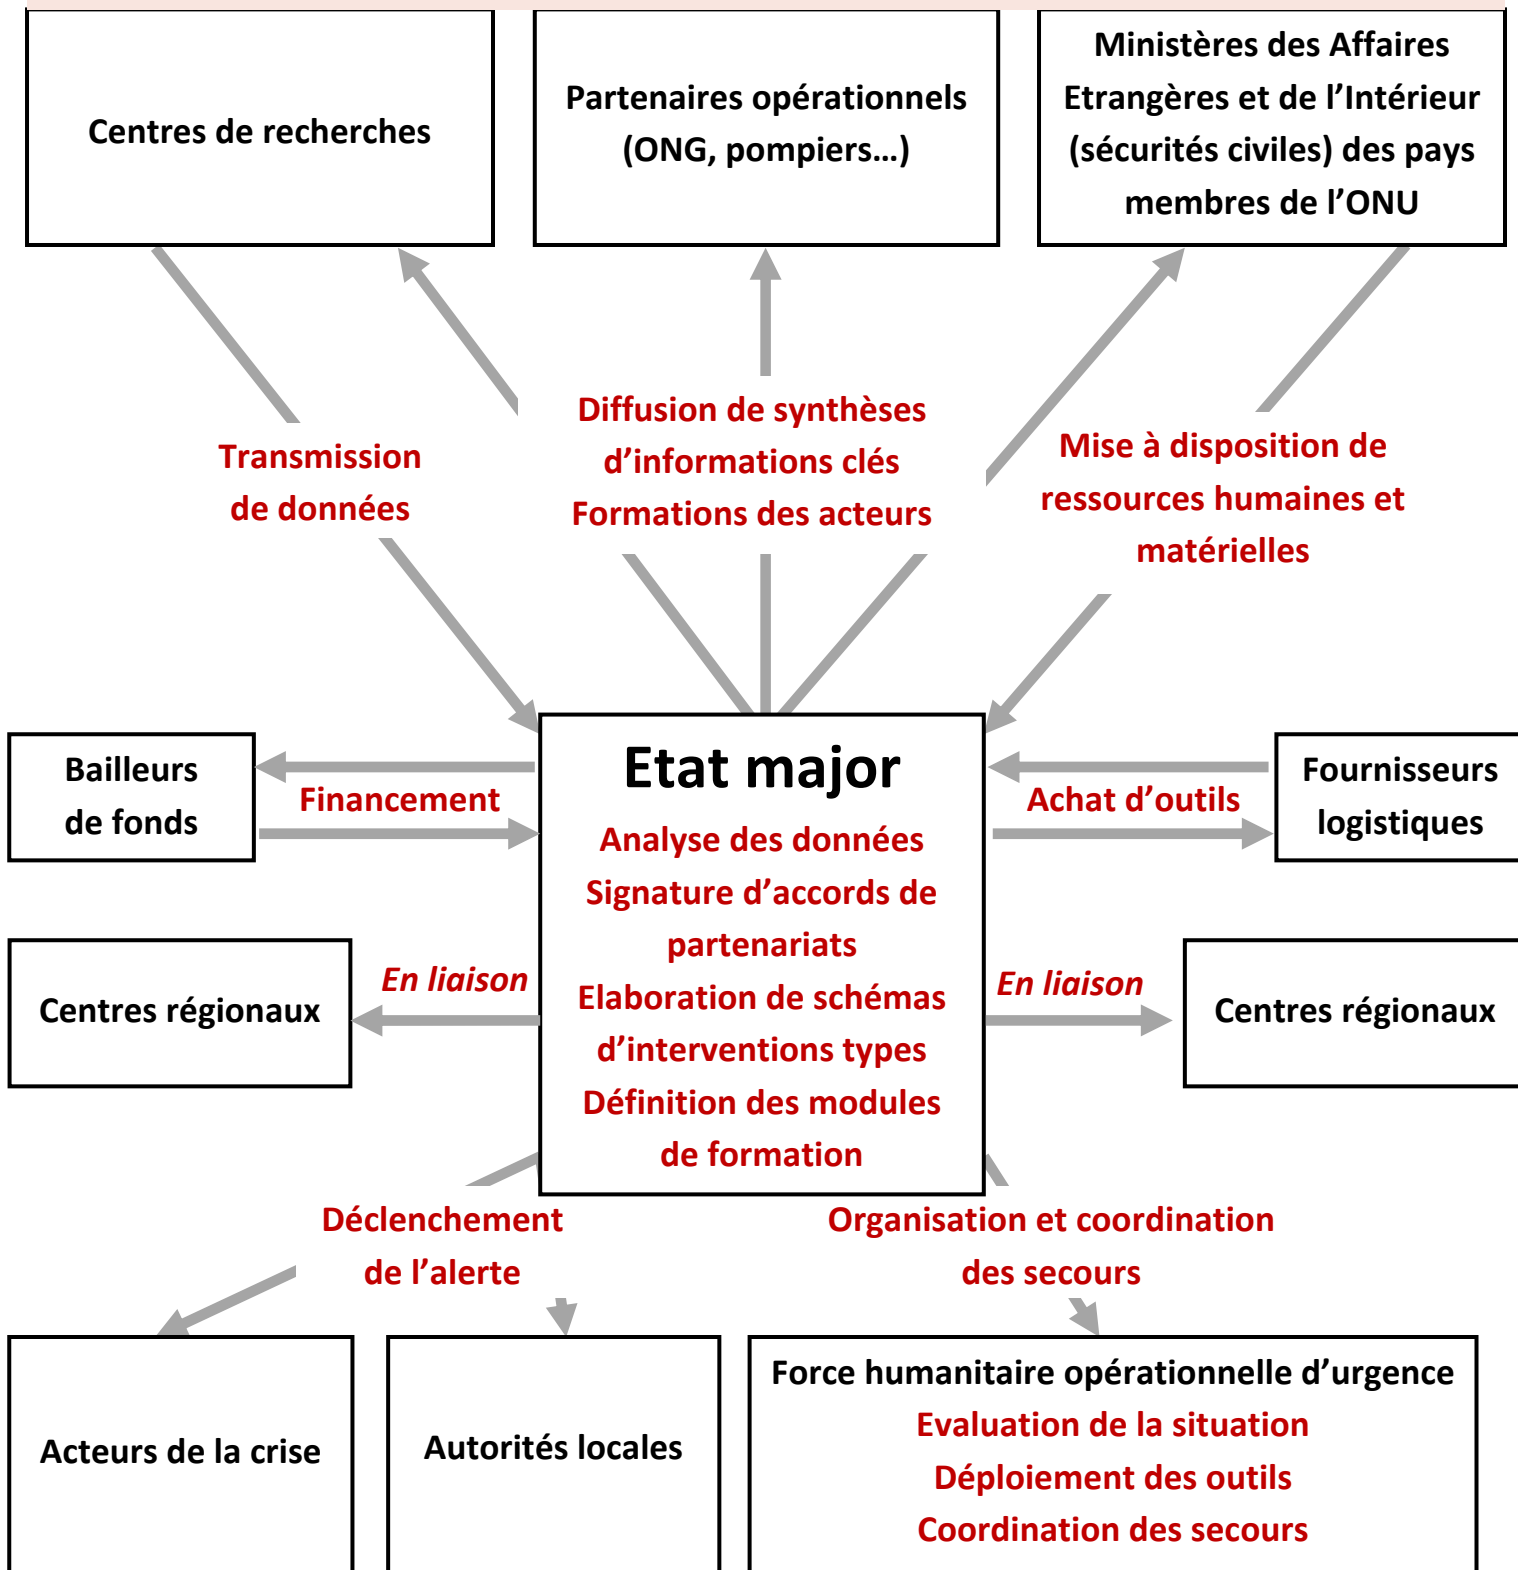 Centres de recherches
Partenaires opérationnels
(ONG, pompiers…)
Ministères des Affaires
Etrangères et de l’Intérieur
(sécurités civiles) des pays
membres de l’ONU
Transmission
de données
Diffusion de synthèses
d’informations clés
Formations des acteurs
Mise à disposition de
ressources humaines et
matérielles
Bailleurs
de fonds
Financement
Etat major
Analyse des données
Signature d’accords de
partenariats
Elaboration de schémas
d’interventions types
Définition des modules
de formation
Achat d’outils
Fournisseurs
logistiques
Centres régionaux
En liaison
En liaison
Centres régionaux
Déclenchement
de l’alerte
Organisation et coordination
des secours
Acteurs de la crise
Autorités locales
Force humanitaire opérationnelle d’urgence
Evaluation de la situation
Déploiement des outils
Coordination des secours